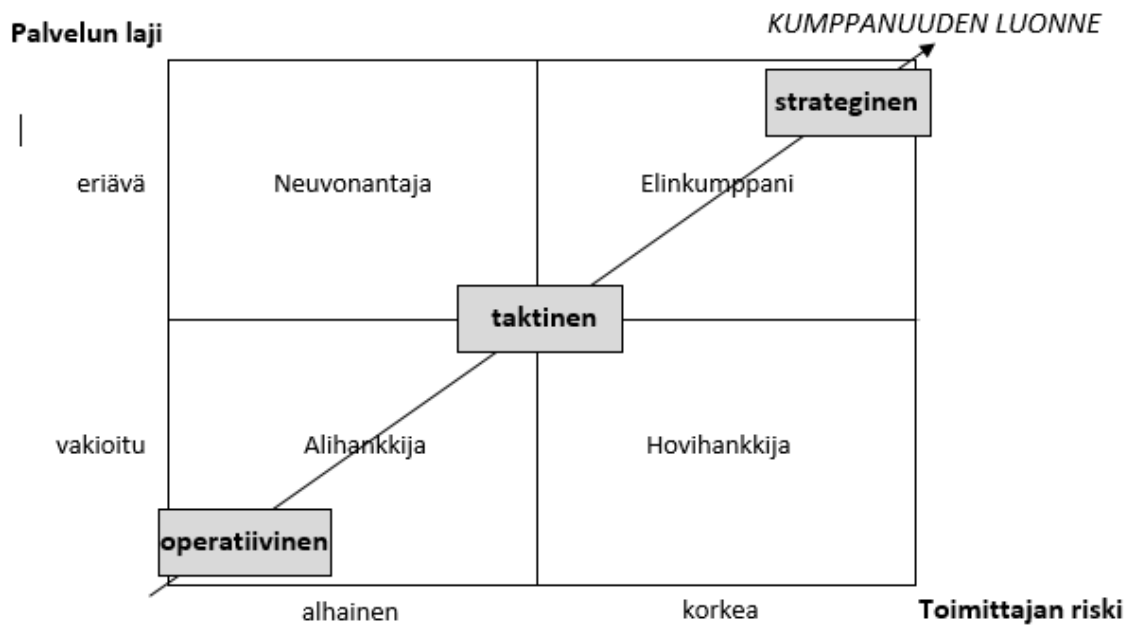 KUMPPANUUDEN LUONNE
Palvelun laji
strateginen
eriävä
Neuvonantaja
Elinkumppani
taktinen
vakioitu
Alihankkija
Hovihankkija
operatiivinen
alhainen
korkea
Toimittajan riski